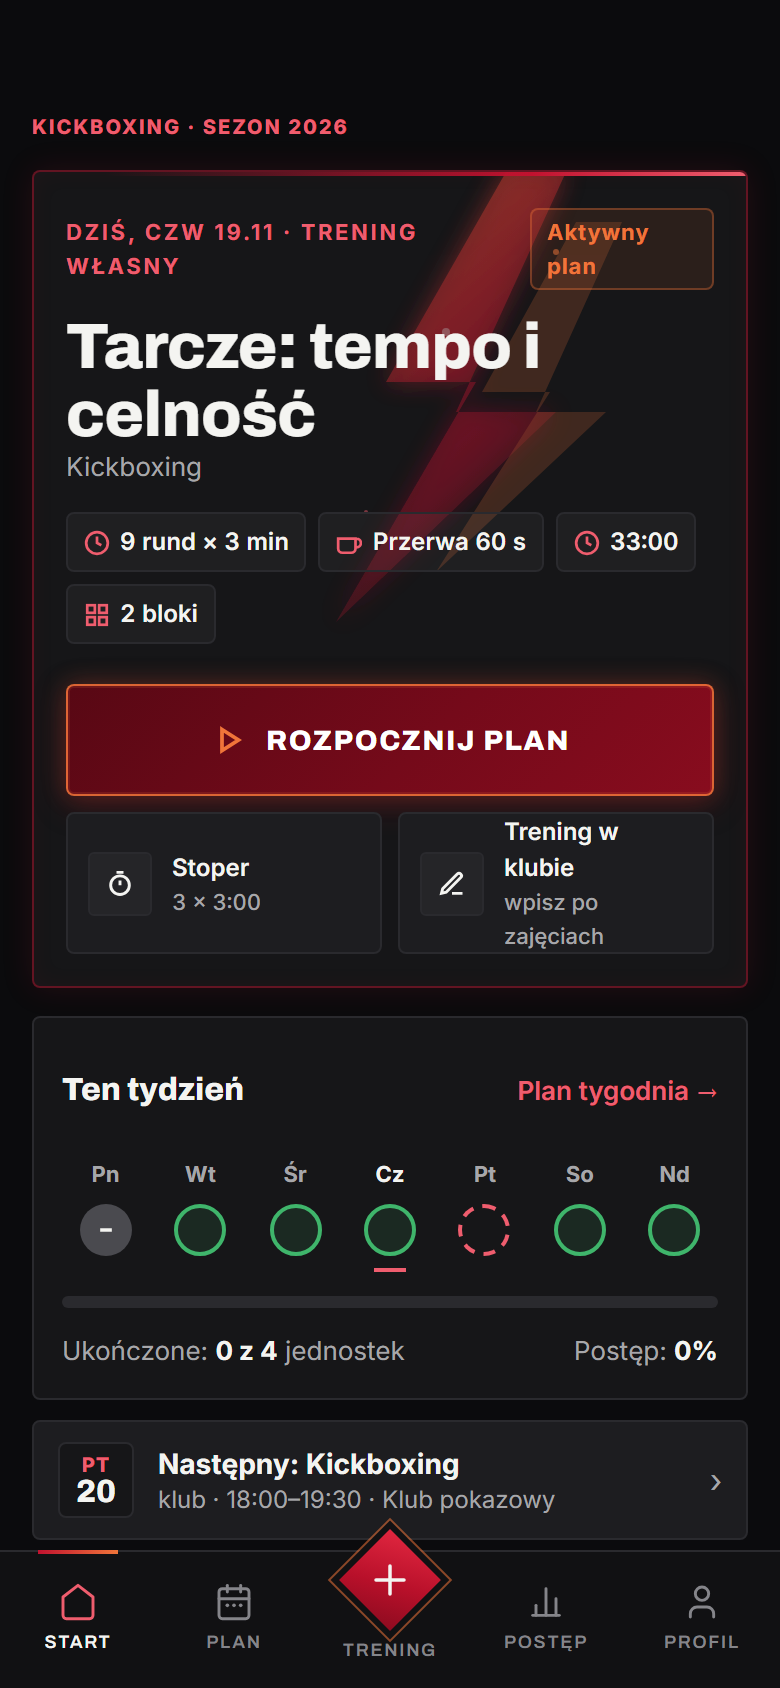 KICKBOXING · SEZON 2026
DZIŚ, CZW 19.11 · TRENING
WŁASNY
Aktywny
plan
Tarcze: tempo i
celność
Kickboxing
9 rund × 3 min
Przerwa 60 s
33:00
2 bloki
ROZPOCZNIJ PLAN
Stoper
3 × 3:00
Trening w
klubie
wpisz po
zajęciach
Ten tydzień
Plan tygodnia →
Pn Wt Śr Cz Pt So Nd
–
Ukończone: 0 z 4 jednostek
Postęp: 0%
PT
20
Następny: Kickboxing
klub · 18:00–19:30 · Klub pokazowy
START
PLAN
TRENING
POSTĘP
PROFIL